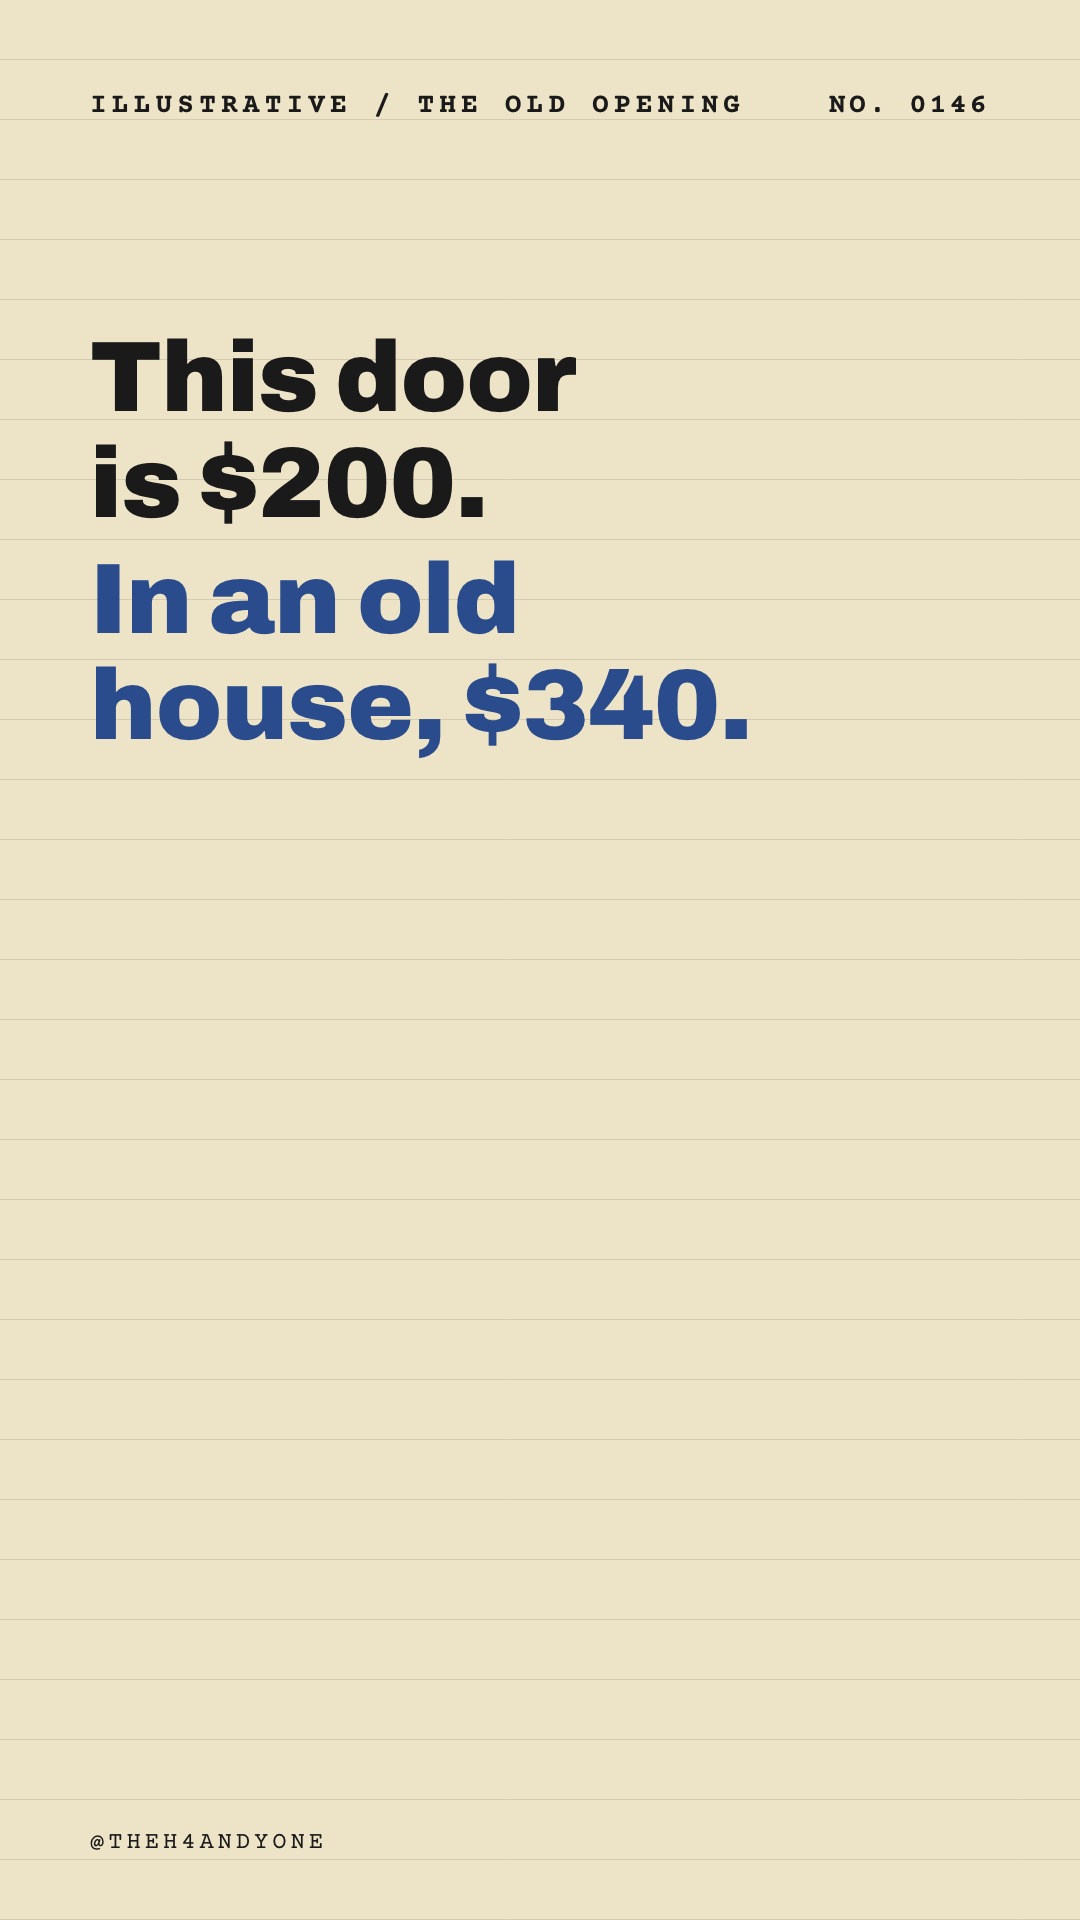 ILLUSTRATIVE / THE OLD OPENING NO. 0146
This door
is $200.
In an old
house, $340.
@THEH4ANDYONE